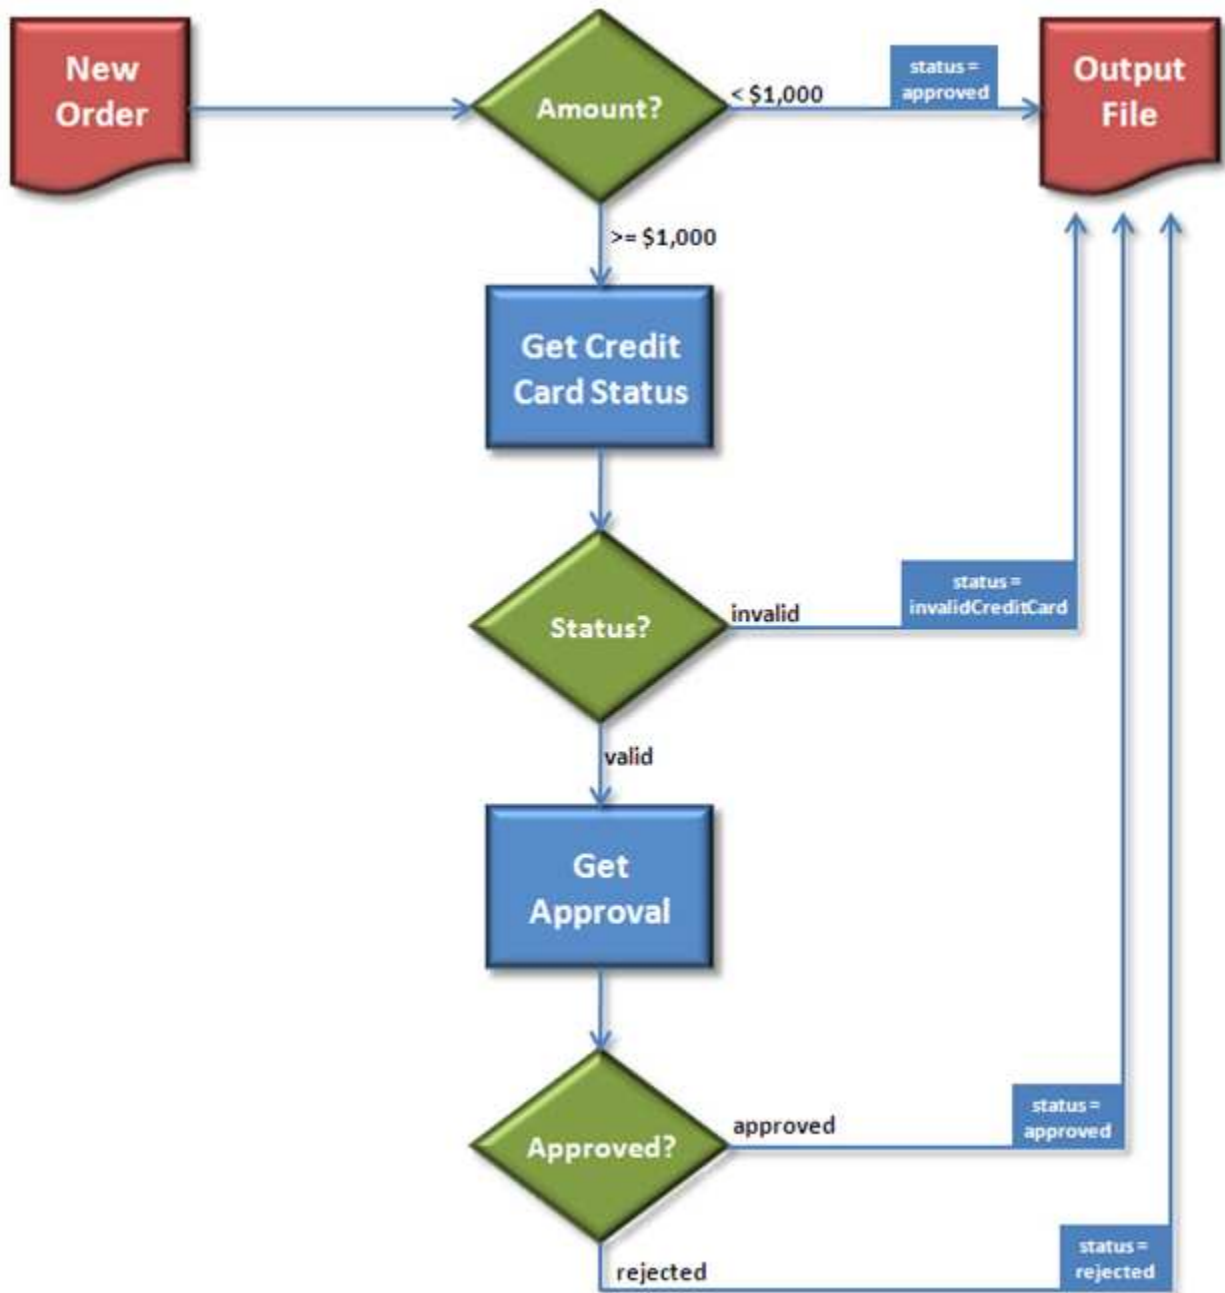 New
Order
Amount?
< $1,000
status =
approved
Output
File
>= $1,000
Get Credit
Card Status
Status?
invalid
status =
invalidCreditCard
valid
Get
Approval
Approved?
approved
status =
approved
rejected
status =
rejected